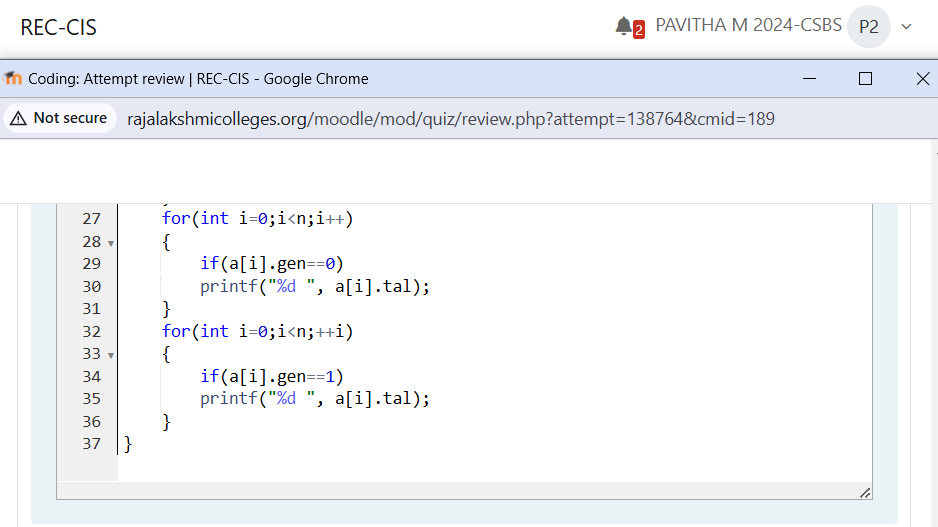 REC-CIS
2 PAVITHA M 2024-CSBS P2
Coding: Attempt review | REC-CIS - Google Chrome
Not secure rajalakshmicolleges.org/moodle/mod/quiz/review.php?attempt=138764&cmid=189
27 for(int i=0;i<n;i++)
28 {
29 if(a[i].gen==0)
30 printf("%d ", a[i].tal);
31 }
32 for(int i=0;i<n;++i)
33 {
34 if(a[i].gen==1)
35 printf("%d ", a[i].tal);
36 }
37 }